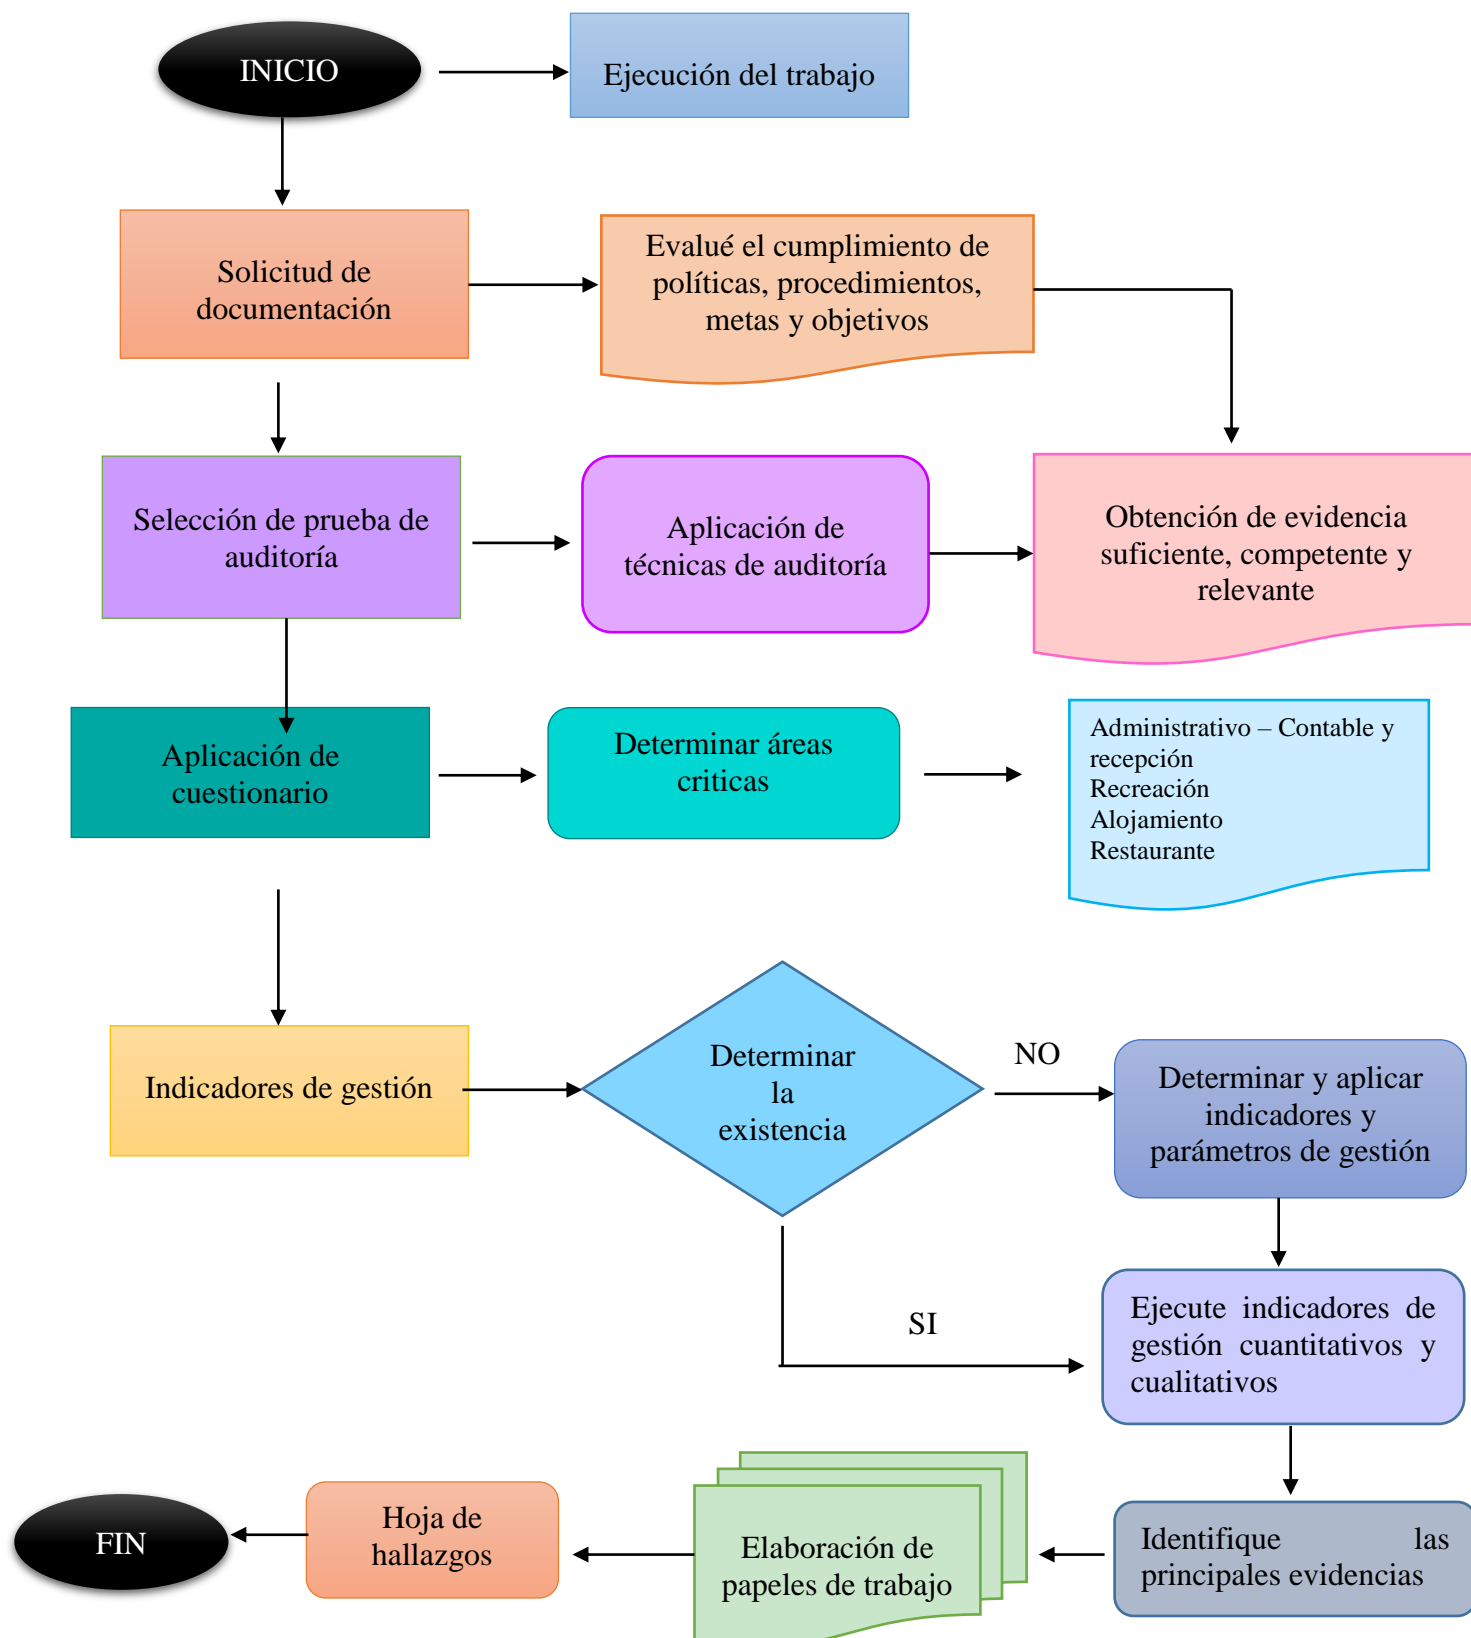 INICIO
Ejecución del trabajo
Solicitud de
documentación
Evalué el cumplimiento de
políticas, procedimientos,
metas y objetivos
Selección de prueba de
auditoría
Aplicación de
técnicas de auditoría
Obtención de evidencia
suficiente, competente y
relevante
Aplicación de
cuestionario
Determinar áreas
criticas
Administrativo – Contable y
recepción
Recreación
Alojamiento
Restaurante
Indicadores de gestión
Determinar
la
existencia
NO
Determinar y aplicar
indicadores y
parámetros de gestión
SI
Ejecute indicadores de
gestión cuantitativos y
cualitativos
Identifique las
principales evidencias
Elaboración de
papeles de trabajo
Hoja de
hallazgos
FIN